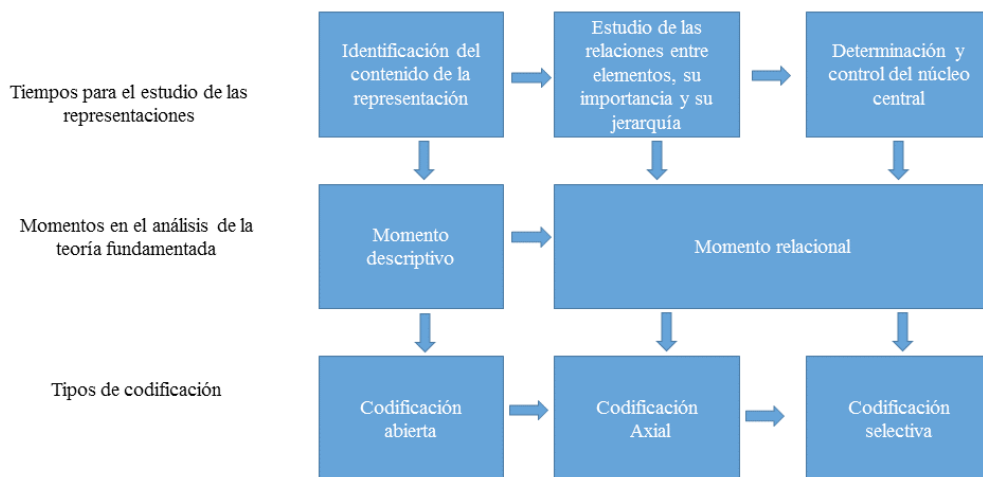 Tiempos para el estudio de las
representaciones
Identificación del
contenido de la
representación
Estudio de las
relaciones entre
elementos, su
importancia y su
jerarquía
Determinación y
control del núcleo
central
Momentos en el análisis de la
teoría fundamentada
Momento
descriptivo
Momento relacional
Tipos de codificación
Codificación
abierta
Codificación
Axial
Codificación
selectiva